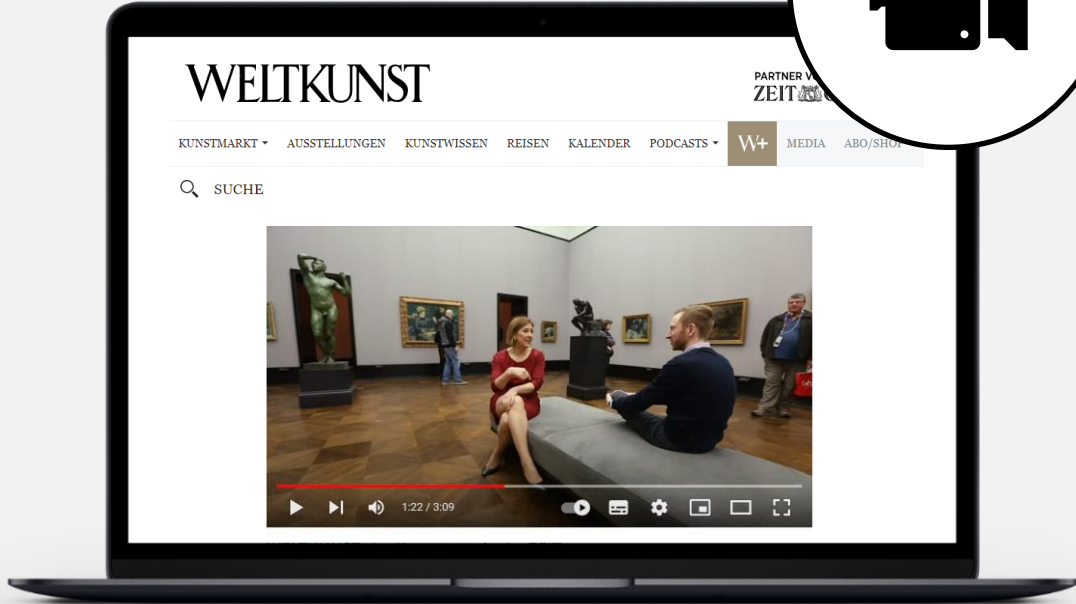 WELTKUNST
PARTNER
ZEIT
KUNSTMARKT AUSSTELLUNGEN KUNSTWISSEN REISEN KALENDER PODCASTS W+ MEDIA ABO/SHOP
SUCHE
1:22 / 3:09